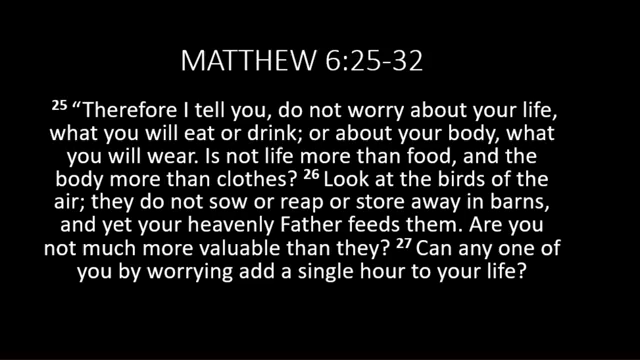 MATTHEW 6:25-32
25 “Therefore I tell you, do not worry about your life,
what you will eat or drink; or about your body, what
you will wear. Is not life more than food, and the
body more than clothes? 26 Look at the birds of the
air; they do not sow or reap or store away in barns,
and yet your heavenly Father feeds them. Are you
not much more valuable than they? 27 Can any one of
you by worrying add a single hour to your life?